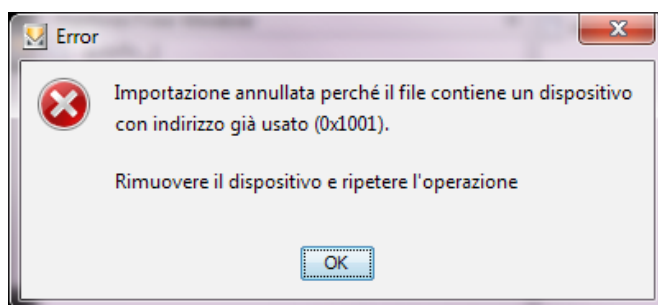 Error
Importazione annullata perché il file contiene un dispositivo
con indirizzo già usato (0x1001).
Rimuovere il dispositivo e ripetere l'operazione
OK